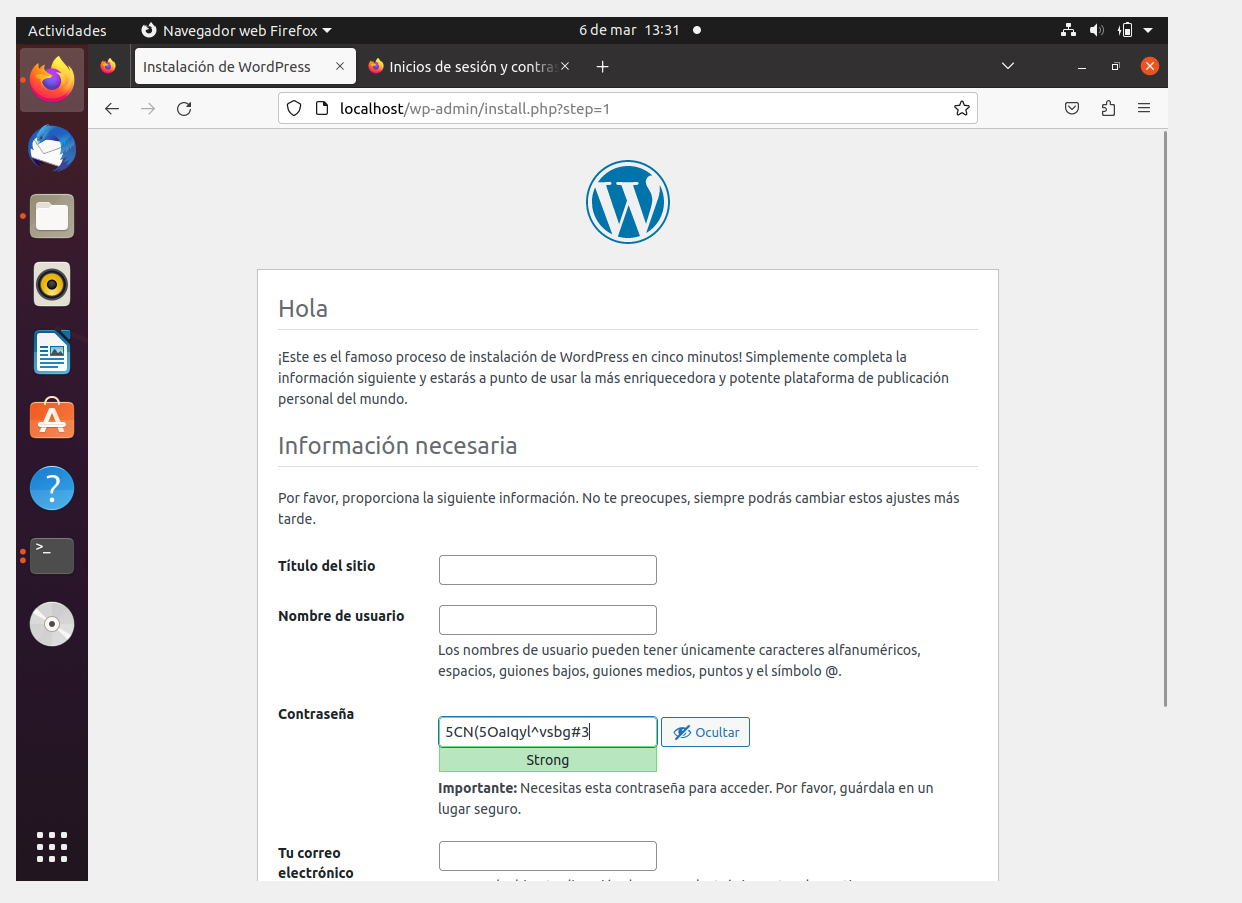 Actividades Navegador web Firefox 6 de mar 13:31
Instalación de WordPress Inicios de sesión y contras
localhost/wp-admin/install.php?step=1
Hola
¡Este es el famoso proceso de instalación de WordPress en cinco minutos! Simplemente completa la
información siguiente y estarás a punto de usar la más enriquecedora y potente plataforma de publicación
personal del mundo.
Información necesaria
Por favor, proporciona la siguiente información. No te preocupes, siempre podrás cambiar estos ajustes más
tarde.
Título del sitio
Nombre de usuario
Los nombres de usuario pueden tener únicamente caracteres alfanuméricos,
espacios, guiones bajos, guiones medios, puntos y el símbolo @.
Contraseña
5CN(5OaIqyl^vsbg#3 Ocultar
Strong
Importante: Necesitas esta contraseña para acceder. Por favor, guárdala en un
lugar seguro.
Tu correo
electrónico